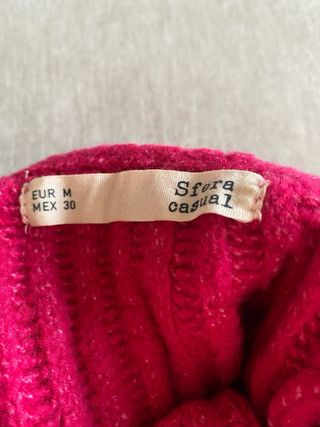 EUR M
MEX 30
Sfera
casual